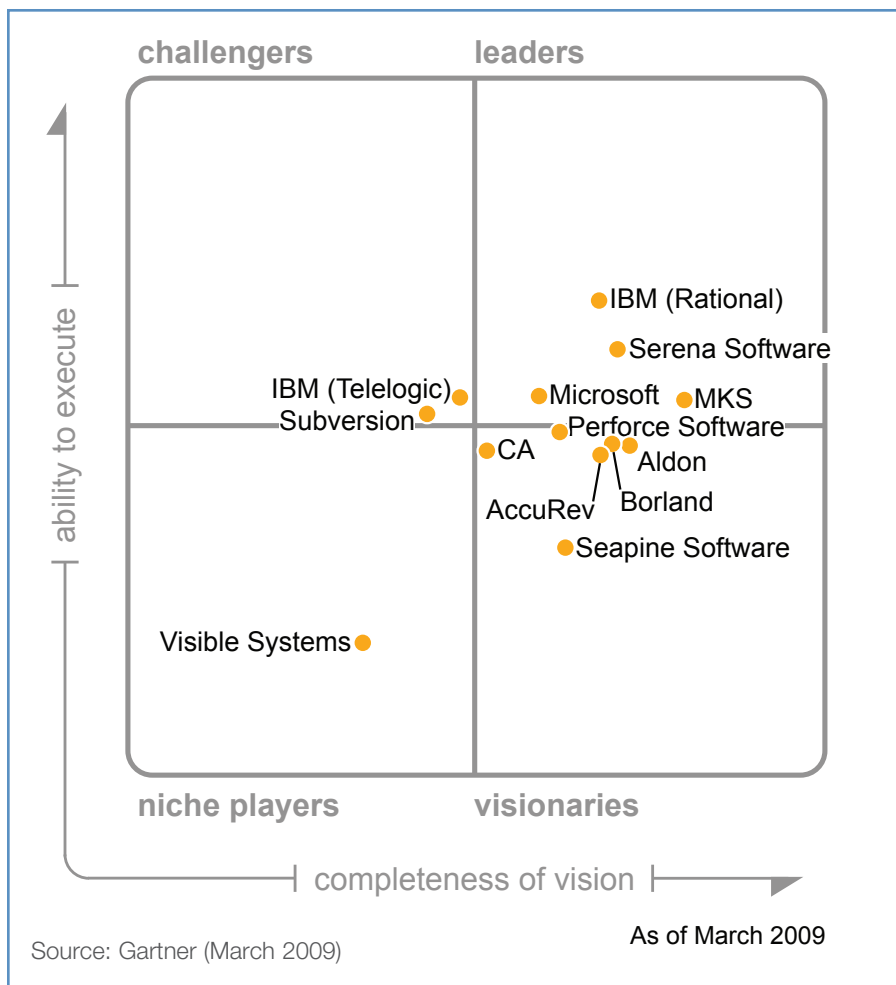 challengers
leaders
ability to execute
IBM (Rational)
Serena Software
IBM (Telelogic)
Microsoft
MKS
Subversion
Perforce Software
CA
Aldon
AccuRev
Borland
Seapine Software
Visible Systems
niche players
visionaries
completeness of vision
As of March 2009
Source: Gartner (March 2009)